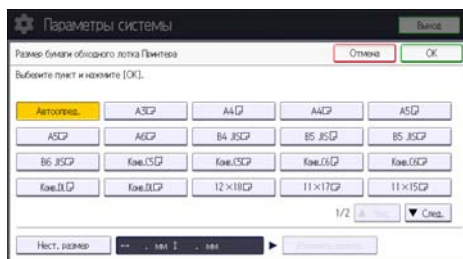 Параметры системы Выход
Размер бумаги обходного лотка Принтера Отмена OK
Выберите пункт и нажмите [OK].
Автоопред. A3 A4 A4 A5
A5 A6 B4 JIS B5 JIS B5 JIS
B6 JIS Конв.C5 Конв.C5 Конв.C6 Конв.C6
Конв.DL Конв.DL 12×18 11×17 11×15
1/2 ▲ ▼ След.
Нест. размер ↔ . мм ↕ . мм ▶